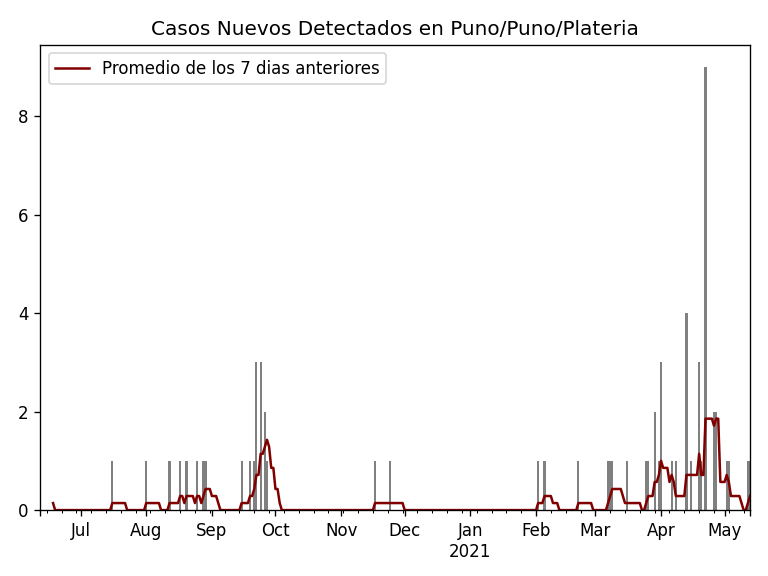 Casos Nuevos Detectados en Puno/Puno/Plateria
Promedio de los 7 dias anteriores
8
6
4
2
0
Jul Aug Sep Oct Nov Dec Jan Feb Mar Apr May
2021